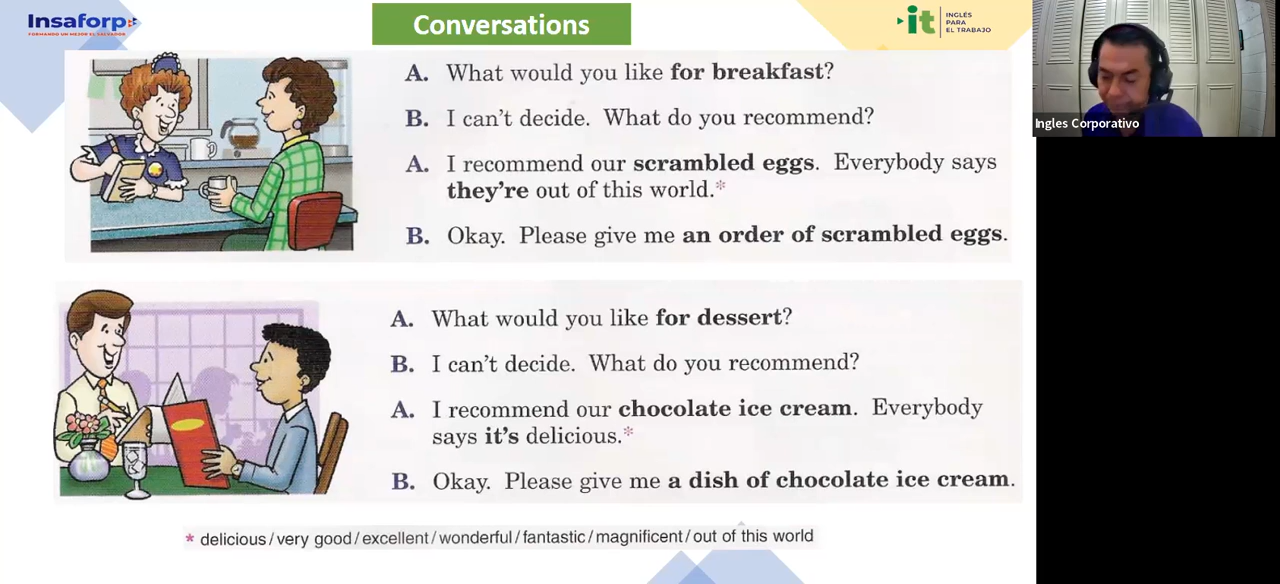 Insaforp
FORMANDO UN MEJOR EL SALVADOR
Conversations
it INGLÉS
PARA
EL TRABAJO
A. What would you like for breakfast?
B. I can't decide. What do you recommend?
A. I recommend our scrambled eggs. Everybody says
they're out of this world.*
B. Okay. Please give me an order of scrambled eggs.
A. What would you like for dessert?
B. I can't decide. What do you recommend?
A. I recommend our chocolate ice cream. Everybody
says it's delicious.*
B. Okay. Please give me a dish of chocolate ice cream.
* delicious/very good/excellent/wonderful/fantastic/magnificent/out of this world
Ingles Corporativo